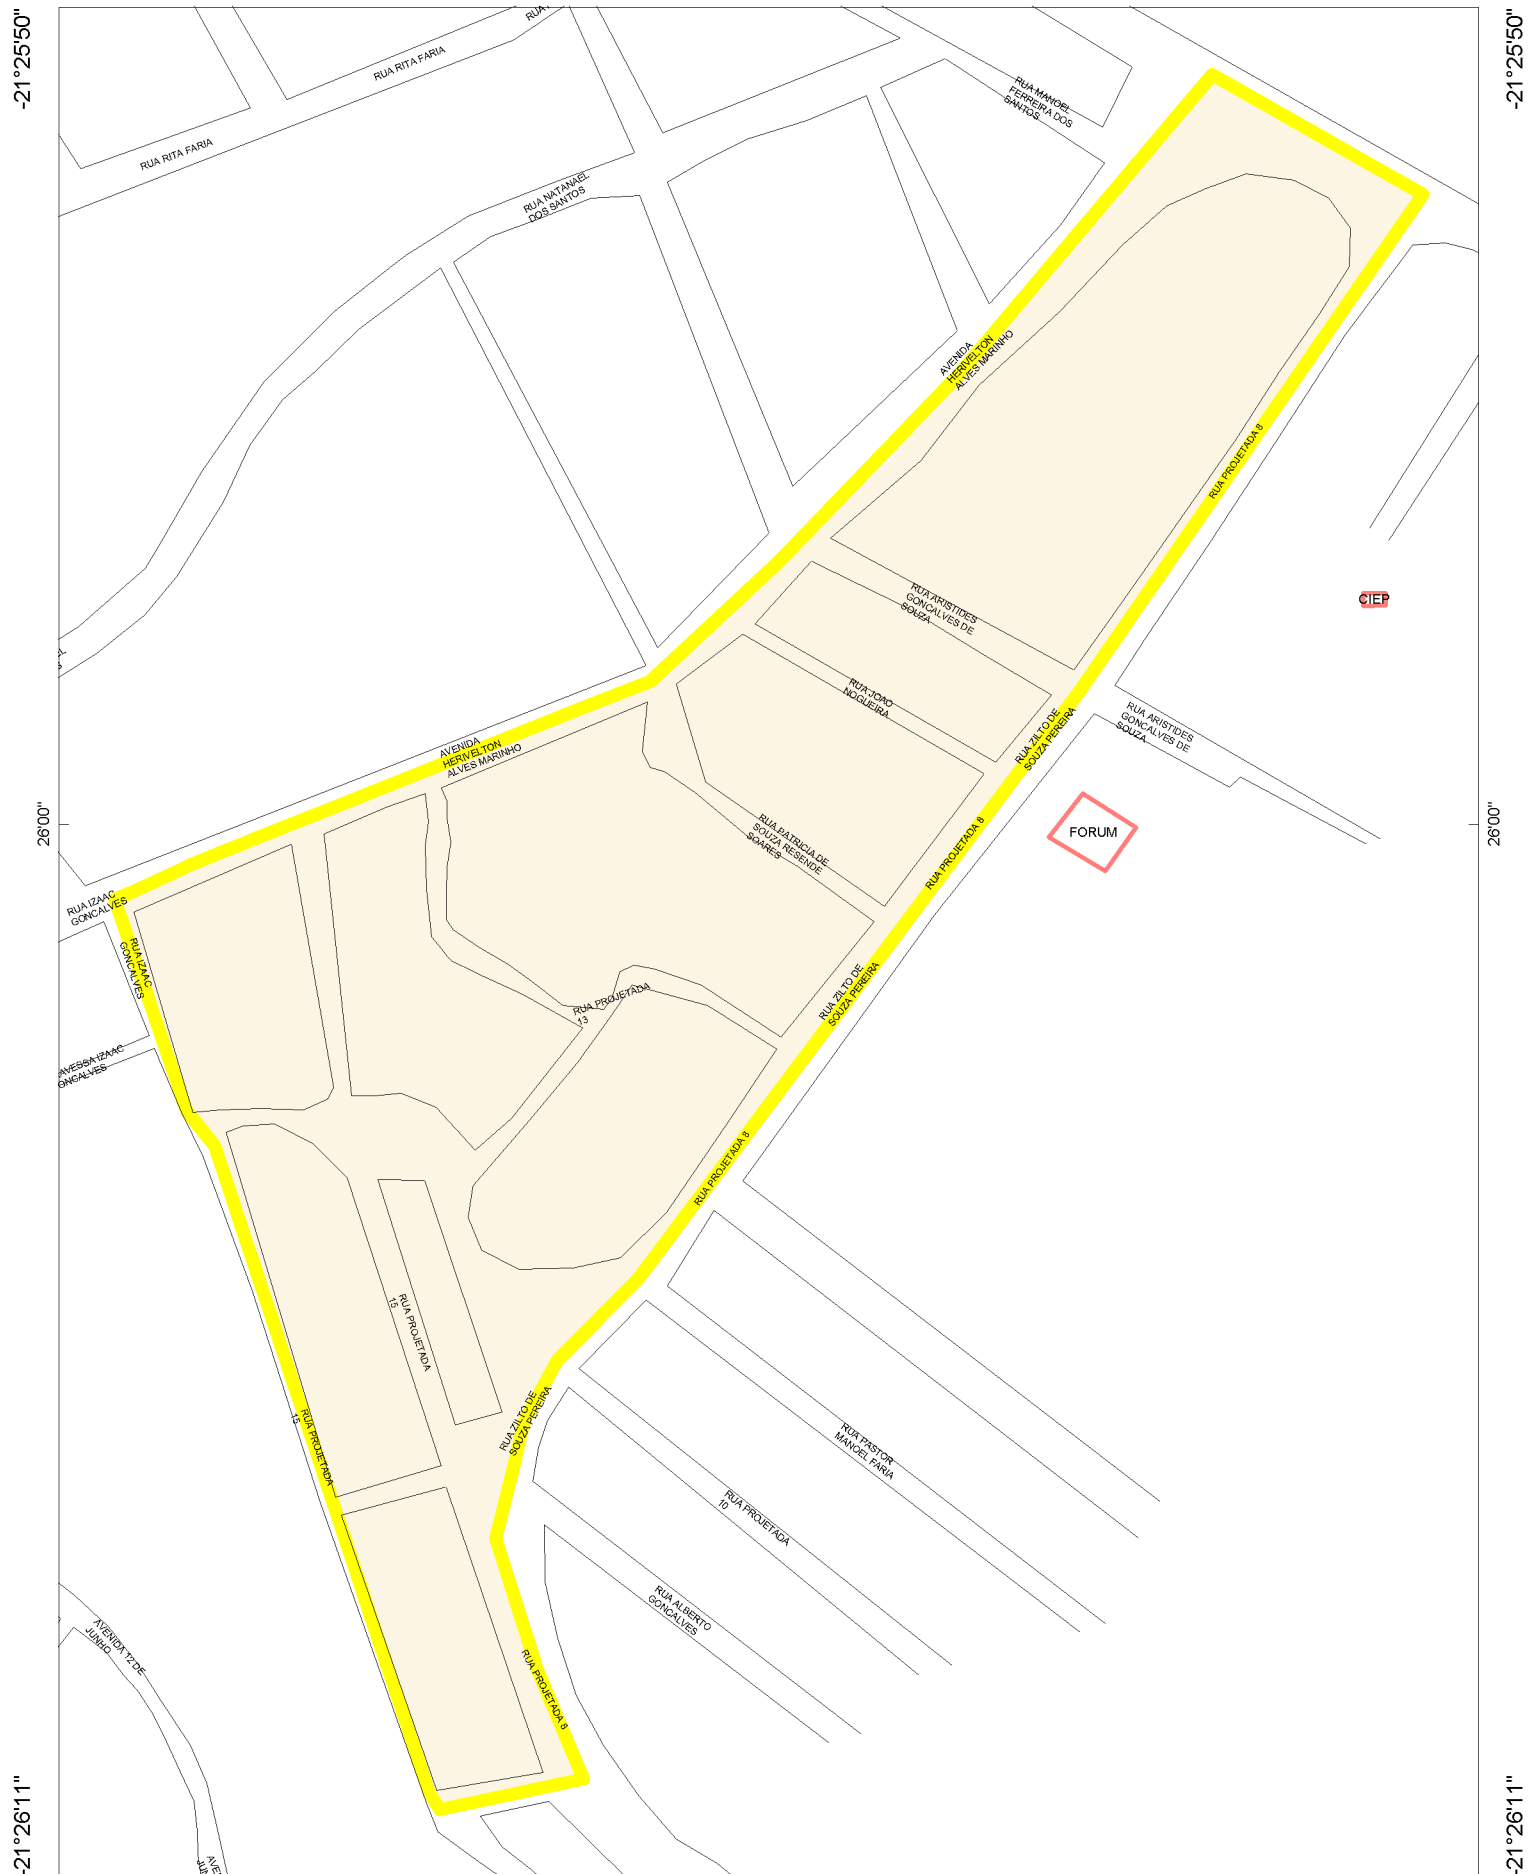 -21°25'50"
-21°25'50"
RUA RITA FARIA
RUA RITA FARIA
RUA MANOEL
FERREIRA DOS
SANTOS
RUA NATANAEL
DOS SANTOS
AVENIDA
HERIVELTON
ALVES MARINHO
RUA PROJETADA 8
CIEP
RUA ARISTIDES
GONCALVES DE
SOUZA
RUA JOAO
NOGUEIRA
RUA ZILTO DE
SOUZA PEREIRA
RUA ARISTIDES
GONCALVES DE
SOUZA
AVENIDA
HERIVELTON
ALVES MARINHO
26'00"
26'00"
FORUM
RUA PATRICIA DE
SOUZA RESENDE
SOARES
RUA PROJETADA 8
RUA IZAAC
GONCALVES
RUA IZAAC
GONCALVES
RUA ZILTO DE
SOUZA PEREIRA
RUA PROJETADA
13
AVESSA IZAAC
ONCALVES
RUA PROJETADA 8
RUA PROJETADA
15
RUA ZILTO DE
SOUZA PEREIRA
RUA PROJETADA
15
RUA PASTOR
MANOEL FARIA
RUA PROJETADA
10
RUA ALBERTO
GONCALVES
AVENIDA 12 DE
JUNHO
RUA PROJETADA 8
-21°26'11"
-21°26'11"